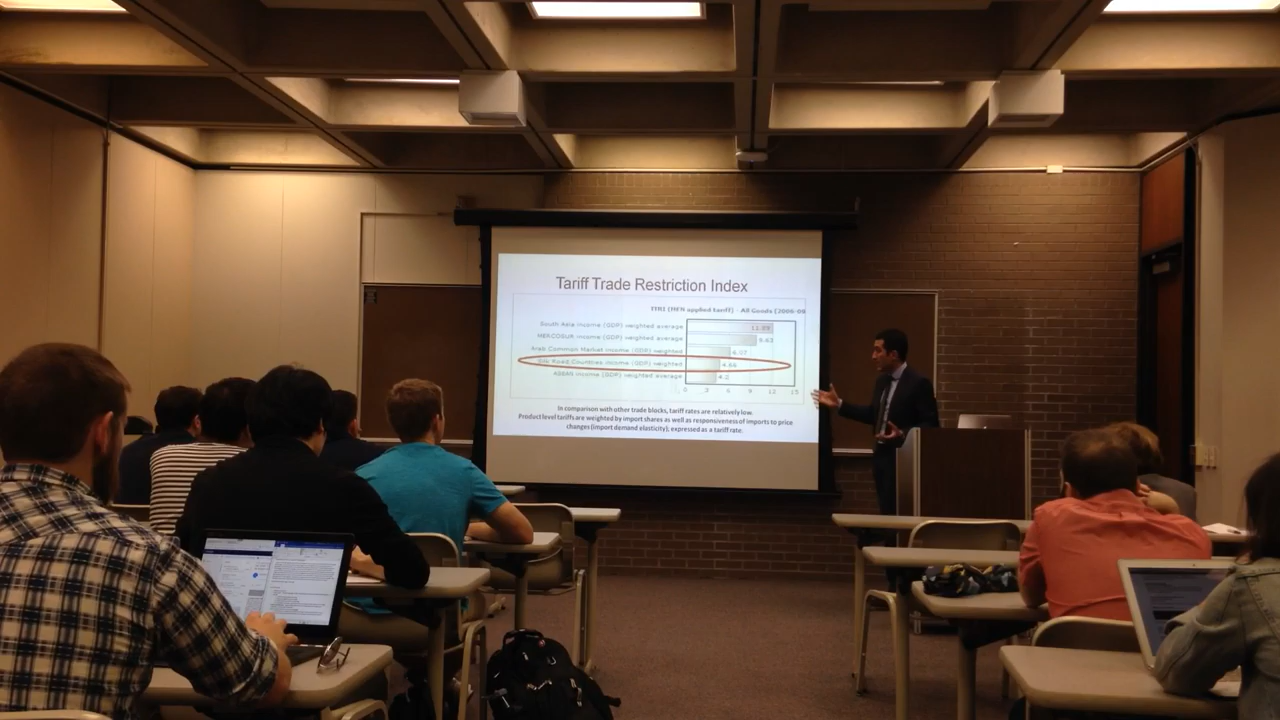 Tariff Trade Restriction Index
TTRI (MFN applied tariff) - All Goods [2006-09
South Asia income (GDP) weighted average 11.09
MERCOSUR income (GDP) weighted average 8.63
Arab Common Market income (GDP) weighted
Silk Road Countries income (GDP) weighted 4.66
ASEAN income (GDP) weighted average 4.2
0 3 6 9 12 15
In comparison with other trade blocks, tariff rates are relatively low.
Product level tariffs are weighted by import shares as well as responsiveness of imports to price
changes (import demand elasticity), expressed as a tariff rate.